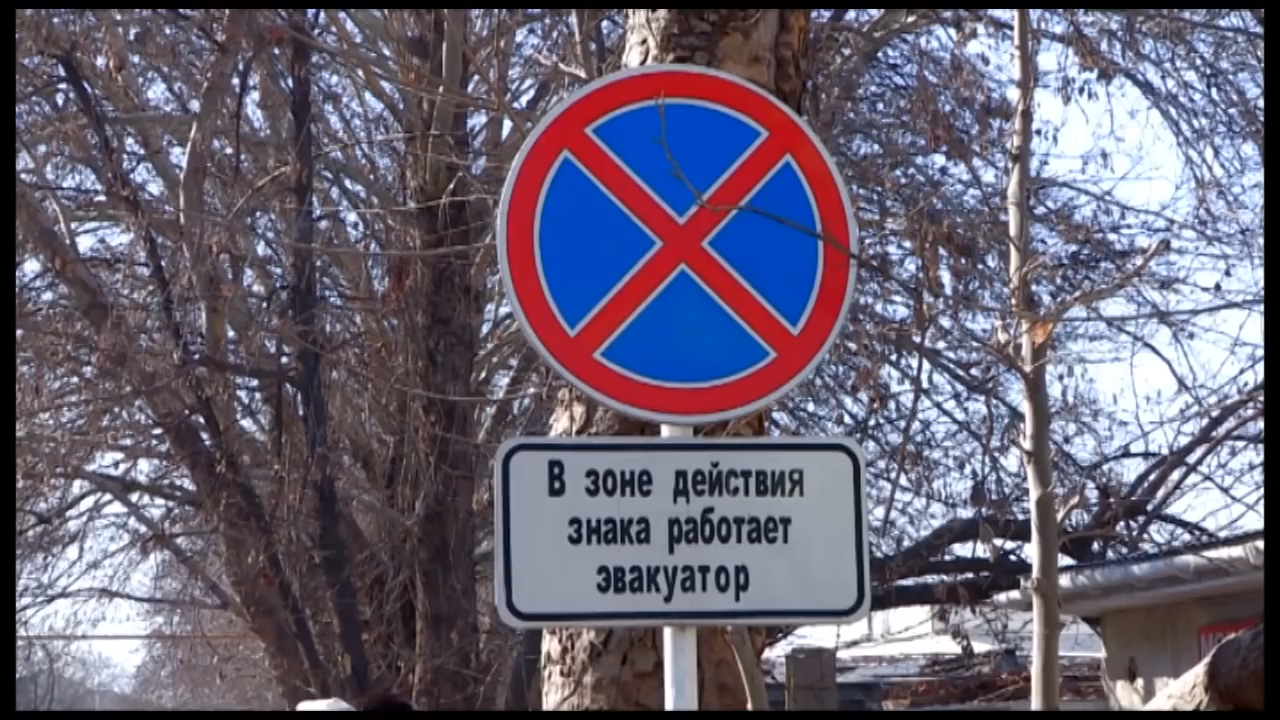 В зоне действия
знака работает
эвакуатор